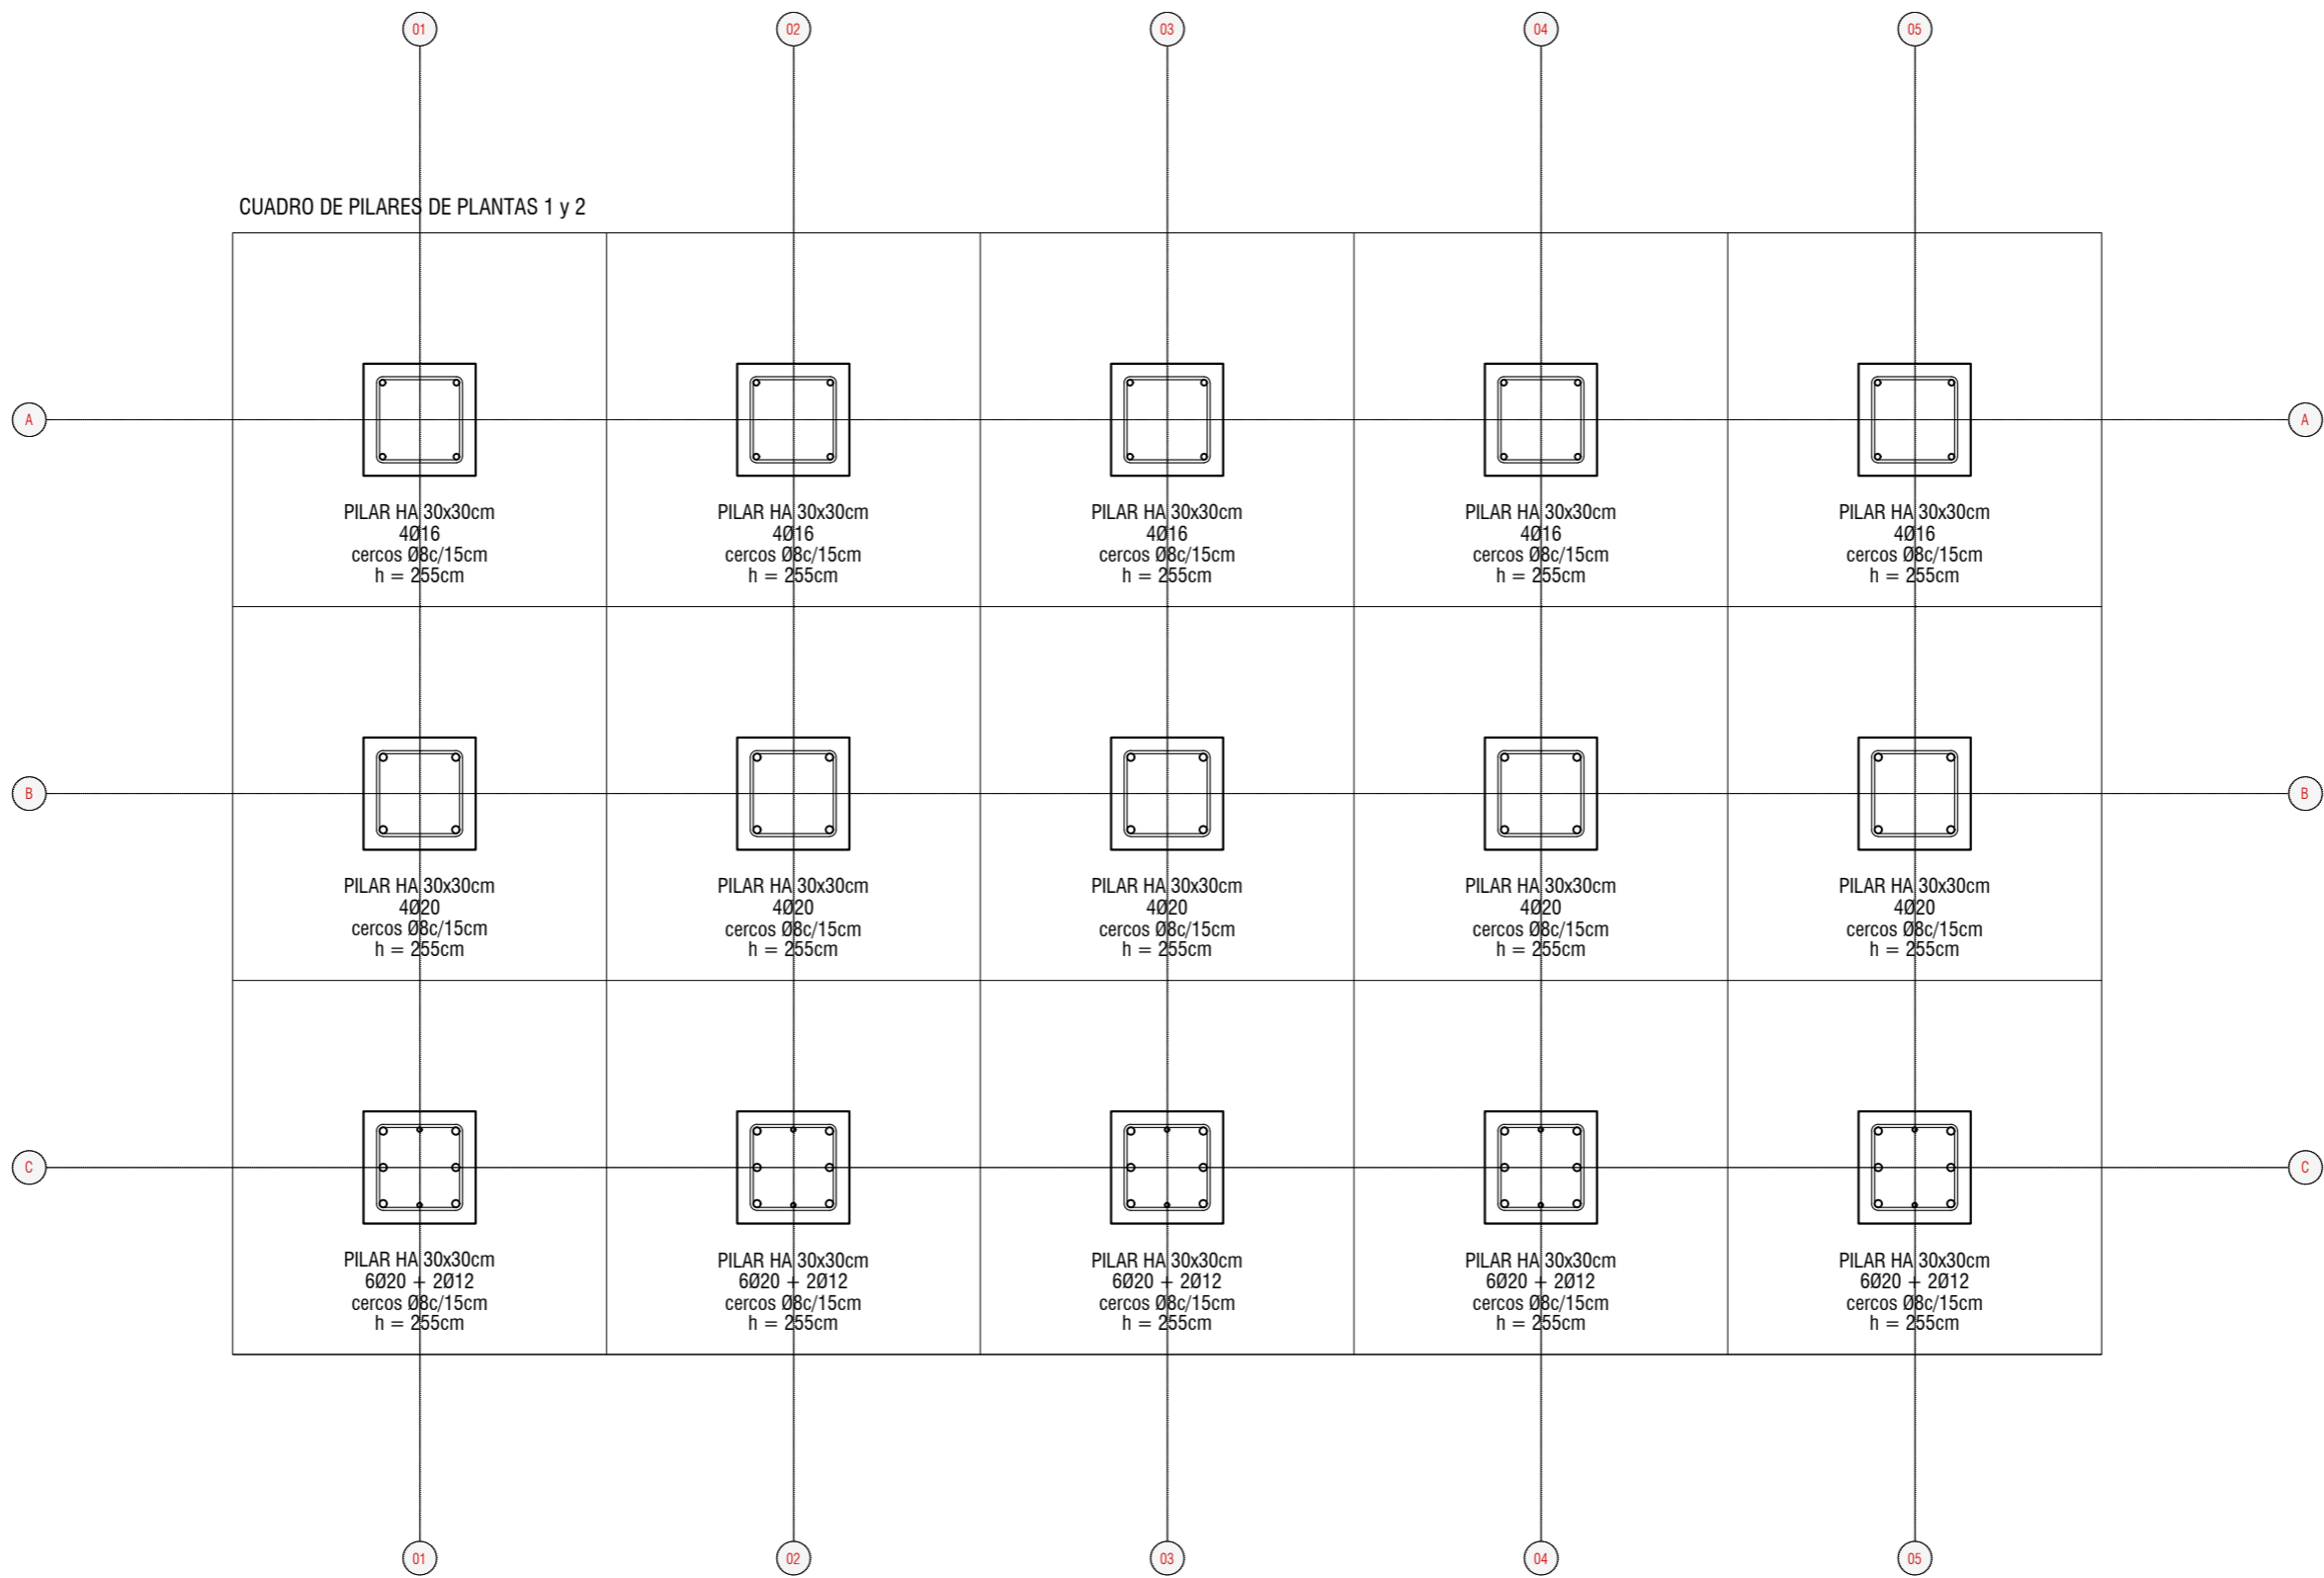 01 02 03 04 05
CUADRO DE PILARES DE PLANTAS 1 y 2
A A
PILAR HA 30x30cm PILAR HA 30x30cm PILAR HA 30x30cm PILAR HA 30x30cm PILAR HA 30x30cm
4Ø16 4Ø16 4Ø16 4Ø16 4Ø16
cercos Ø8c/15cm cercos Ø8c/15cm cercos Ø8c/15cm cercos Ø8c/15cm cercos Ø8c/15cm
h = 255cm h = 255cm h = 255cm h = 255cm h = 255cm
B B
PILAR HA 30x30cm PILAR HA 30x30cm PILAR HA 30x30cm PILAR HA 30x30cm PILAR HA 30x30cm
4Ø20 4Ø20 4Ø20 4Ø20 4Ø20
cercos Ø8c/15cm cercos Ø8c/15cm cercos Ø8c/15cm cercos Ø8c/15cm cercos Ø8c/15cm
h = 255cm h = 255cm h = 255cm h = 255cm h = 255cm
C C
PILAR HA 30x30cm PILAR HA 30x30cm PILAR HA 30x30cm PILAR HA 30x30cm PILAR HA 30x30cm
6Ø20 + 2Ø12 6Ø20 + 2Ø12 6Ø20 + 2Ø12 6Ø20 + 2Ø12 6Ø20 + 2Ø12
cercos Ø8c/15cm cercos Ø8c/15cm cercos Ø8c/15cm cercos Ø8c/15cm cercos Ø8c/15cm
h = 255cm h = 255cm h = 255cm h = 255cm h = 255cm
01 02 03 04 05